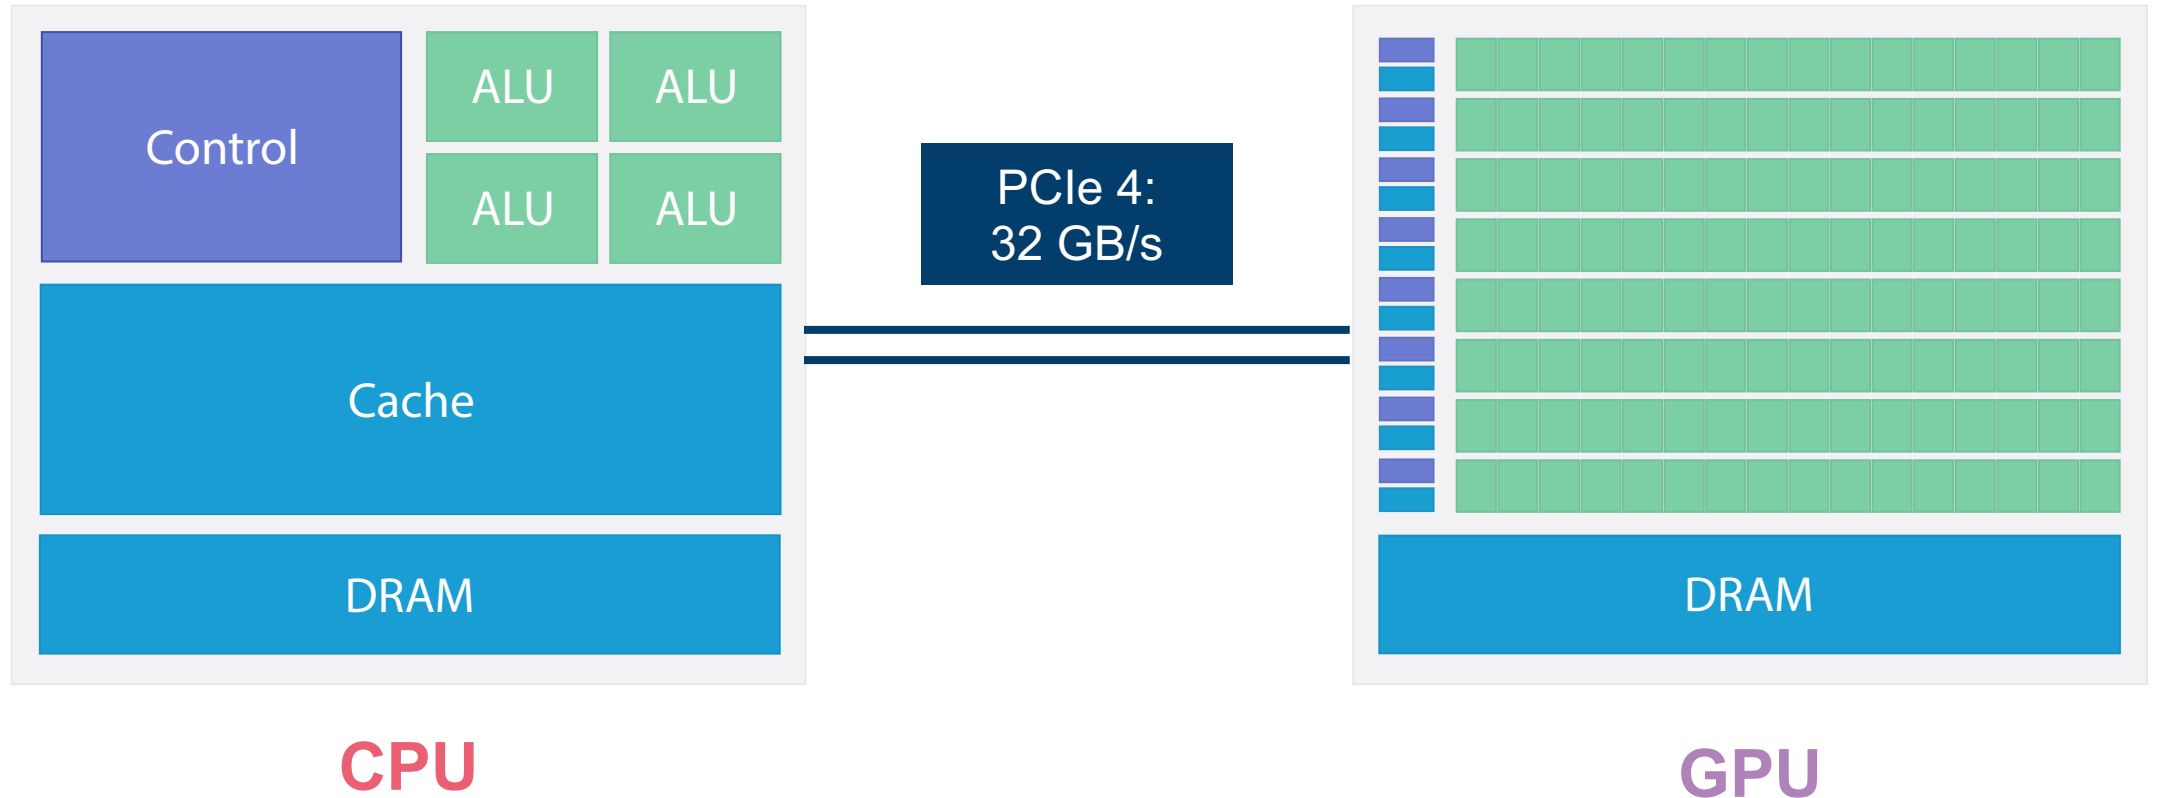 Control
ALU
ALU
ALU
ALU
Cache
DRAM
CPU
PCIe 4:
32 GB/s
DRAM
GPU